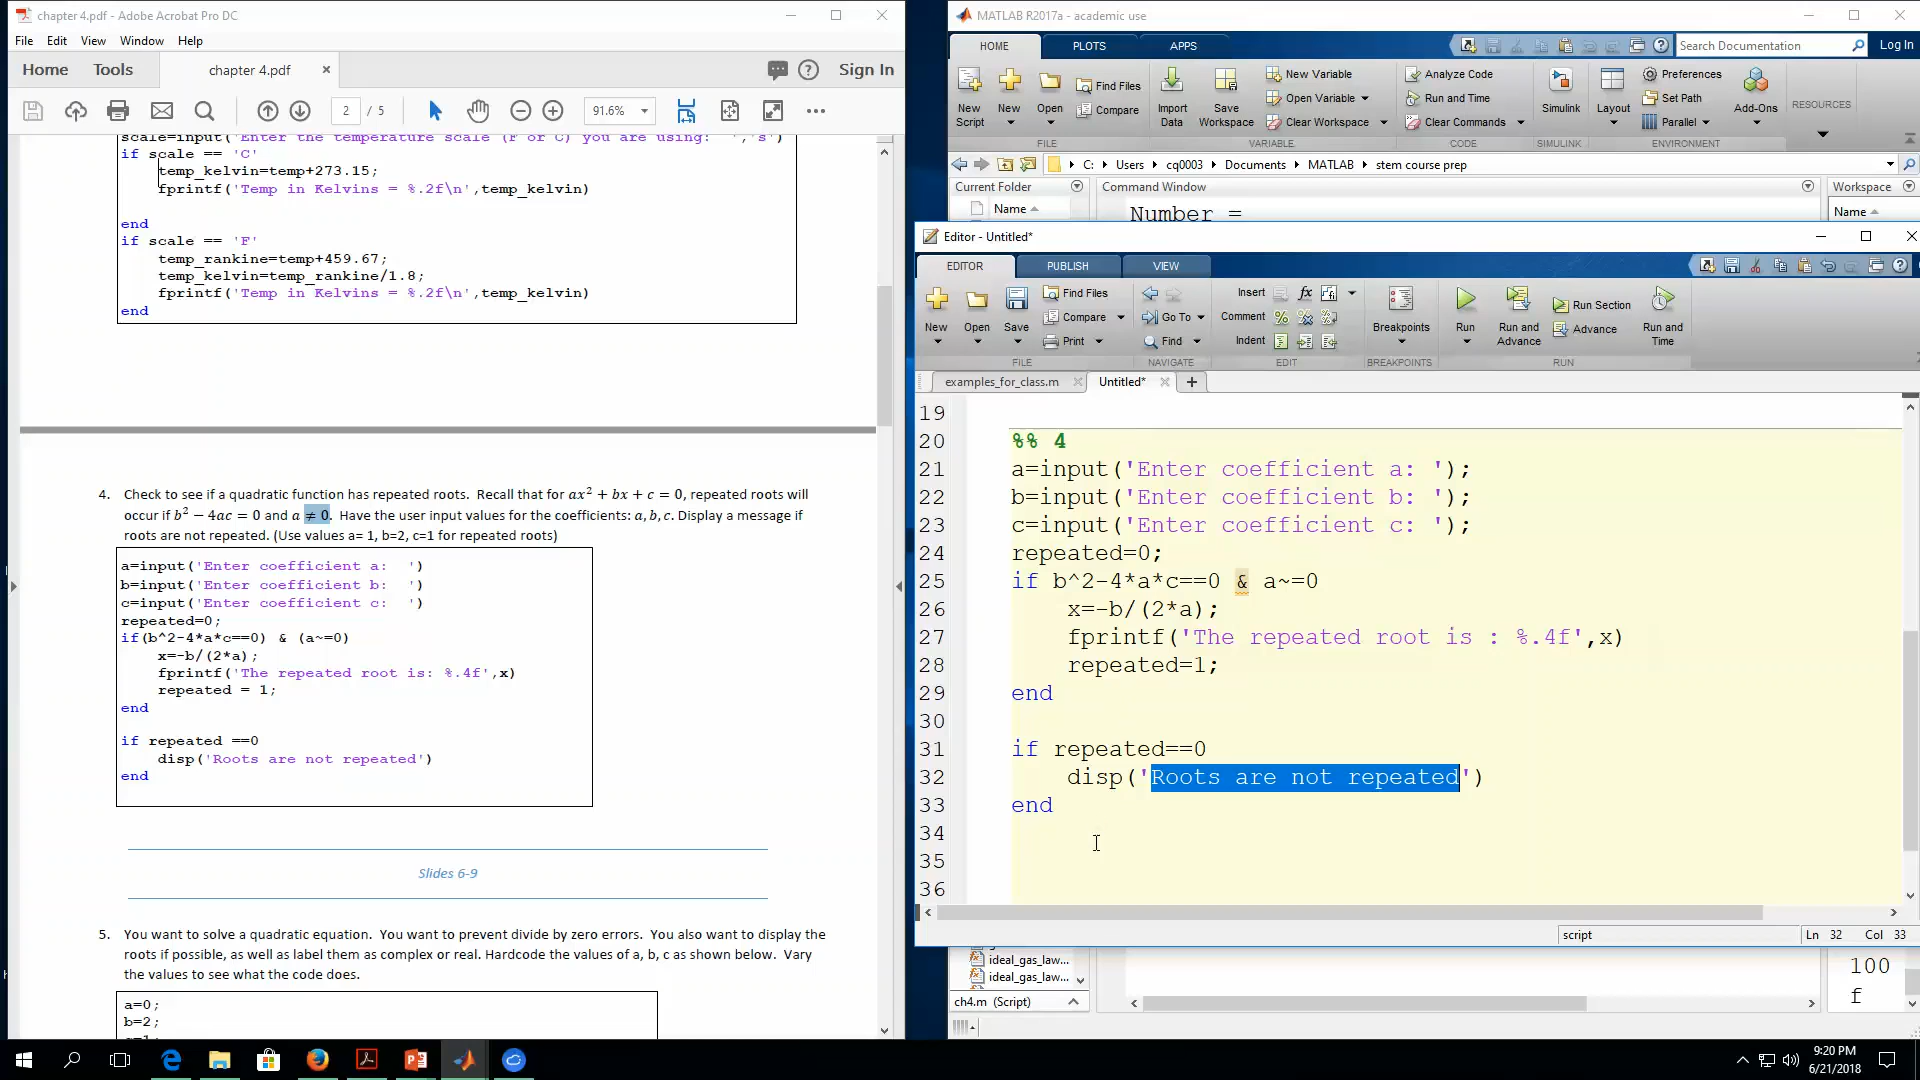 chapter 4.pdf - Adobe Acrobat Pro DC
File Edit View Window Help
Home Tools chapter 4.pdf × Sign In
2 / 5 91.6%
scale=input('Enter the temperature scale (F or C) you are using:  ','s')
if scale == 'C'
temp_kelvin=temp+273.15;
fprintf('Temp in Kelvins = %.2f\n',temp_kelvin)
end
if scale == 'F'
temp_rankine=temp+459.67;
temp_kelvin=temp_rankine/1.8;
fprintf('Temp in Kelvins = %.2f\n',temp_kelvin)
end
4. Check to see if a quadratic function has repeated roots. Recall that for ax² + bx + c = 0, repeated roots will
occur if b² − 4ac = 0 and a ≠ 0. Have the user input values for the coefficients: a, b, c. Display a message if
roots are not repeated. (Use values a= 1, b=2, c=1 for repeated roots)
a=input('Enter coefficient a:  ')
b=input('Enter coefficient b:  ')
c=input('Enter coefficient c:  ')
repeated=0;
if(b^2-4*a*c==0) & (a~=0)
x=-b/(2*a);
fprintf('The repeated root is: %.4f',x)
repeated = 1;
end
if repeated ==0
disp('Roots are not repeated')
end
Slides 6-9
5. You want to solve a quadratic equation. You want to prevent divide by zero errors. You also want to display the
roots if possible, as well as label them as complex or real. Hardcode the values of a, b, c as shown below. Vary
the values to see what the code does.
a=0;
b=2;
MATLAB R2017a - academic use
HOME PLOTS APPS Search Documentation Log In
New Script New Open Find Files Compare Import Data Save Workspace New Variable Open Variable Clear Workspace Analyze Code Run and Time Clear Commands Simulink Layout Preferences Set Path Parallel Add-Ons RESOURCES
FILE VARIABLE CODE SIMULINK ENVIRONMENT
C: Users cq0003 Documents MATLAB stem course prep
Current Folder Command Window Workspace
Name Number = Name
Editor - Untitled*
EDITOR PUBLISH VIEW
New Open Save Find Files Compare Print Go To Find Insert fx Comment Indent Breakpoints Run Run and Advance Run Section Advance Run and Time
FILE NAVIGATE EDIT BREAKPOINTS RUN
examples_for_class.m × Untitled* × +
19
20 %% 4
21 a=input('Enter coefficient a: ');
22 b=input('Enter coefficient b: ');
23 c=input('Enter coefficient c: ');
24 repeated=0;
25 if b^2-4*a*c==0 & a~=0
26 x=-b/(2*a);
27 fprintf('The repeated root is : %.4f',x)
28 repeated=1;
29 end
30
31 if repeated==0
32 disp('Roots are not repeated')
33 end
34
35
36
script Ln 32 Col 33
ideal_gas_law... 100
ideal_gas_law... f
ch4.m (Script)
9:20 PM
6/21/2018